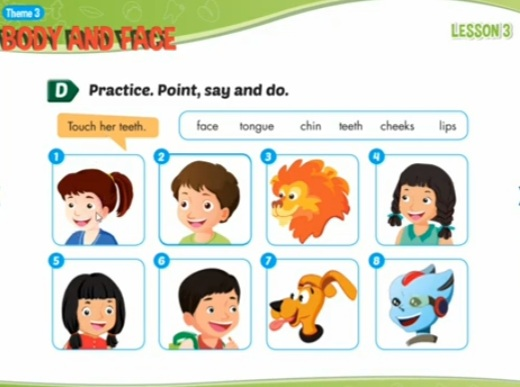 Theme 3
BODY AND FACE
LESSON 3
D Practice. Point, say and do.
Touch her teeth.
face tongue chin teeth cheeks lips
1 2 3 4
5 6 7 8